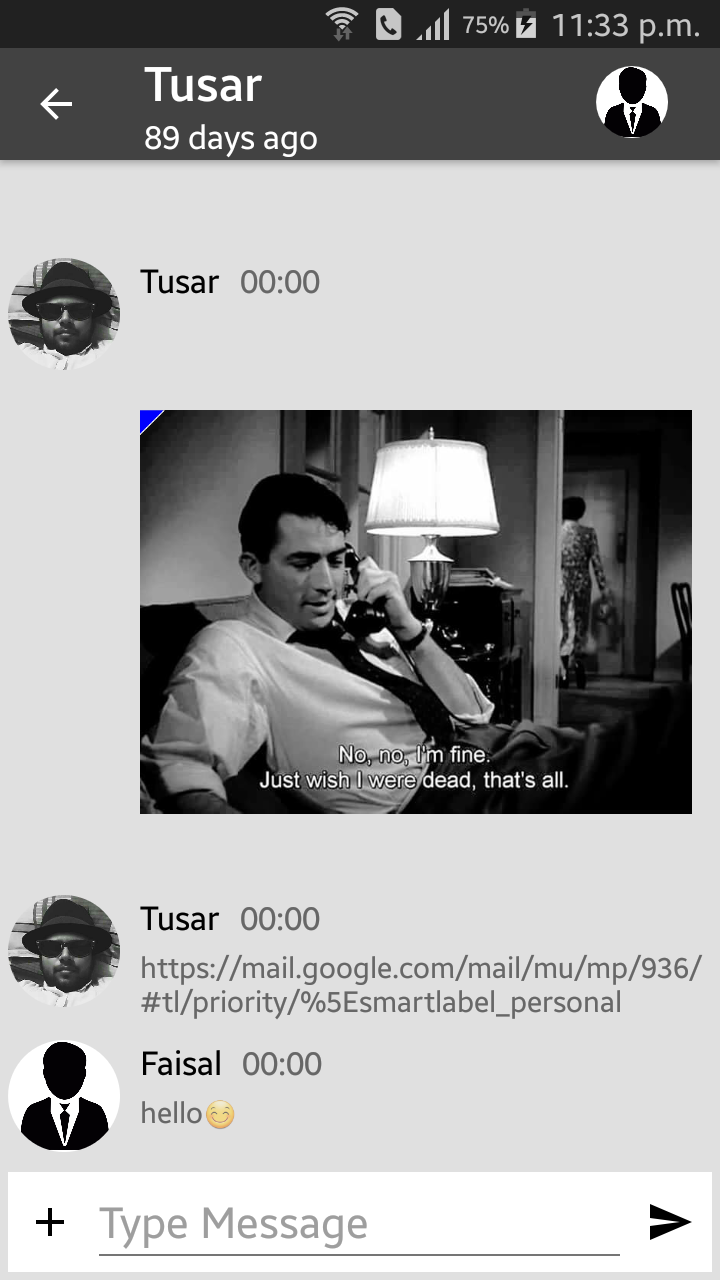 75% 11:33 p.m.
Tusar
89 days ago
Tusar 00:00
No, no, I'm fine.
Just wish I were dead, that's all.
Tusar 00:00
https://mail.google.com/mail/mu/mp/936/
#tl/priority/%5Esmartlabel_personal
Faisal 00:00
hello😊
Type Message